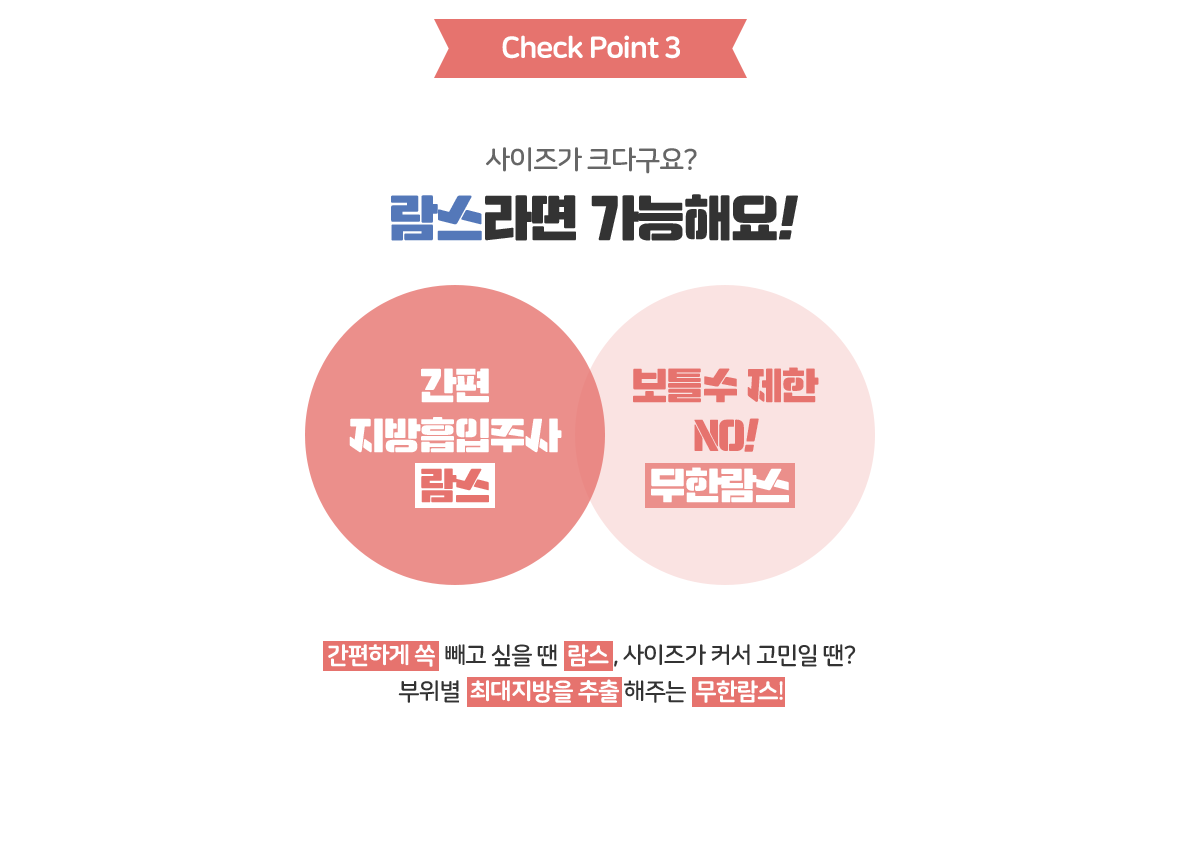 Check Point 3
사이즈가 크다구요?
람스라면 가능해요!
간편
지방흡입주사
람스
보틀수 제한
NO!
무한람스
간편하게 쏙 빼고 싶을 땐 람스, 사이즈가 커서 고민일 땐?
부위별 최대지방을 추출해주는 무한람스!